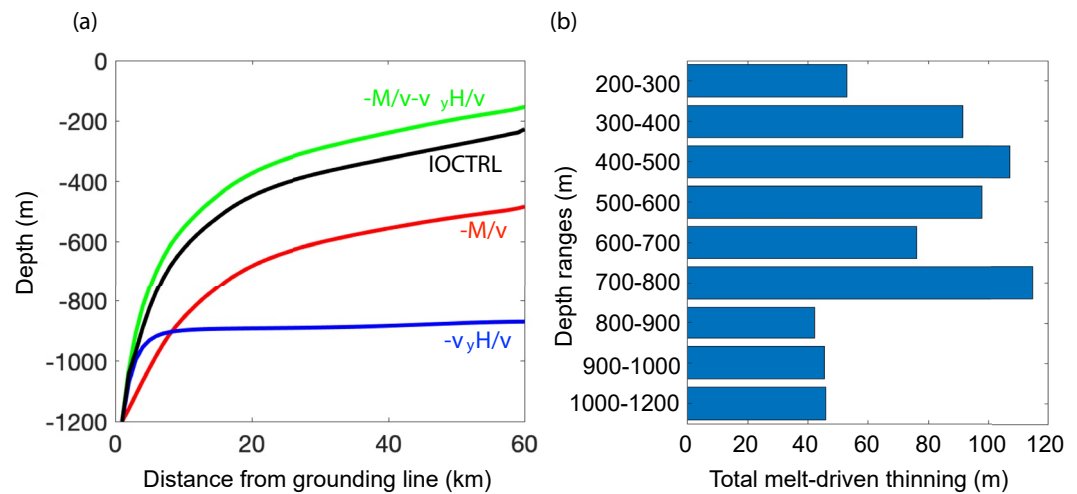 (a)
0
-200
-400
-600
-800
-1000
-1200
Depth (m)
-M/v-v yH/v
IOCTRL
-M/v
-vyH/v
0 20 40 60
Distance from grounding line (km)
(b)
Depth ranges (m)
200-300
300-400
400-500
500-600
600-700
700-800
800-900
900-1000
1000-1200
0 20 40 60 80 100 120
Total melt-driven thinning (m)